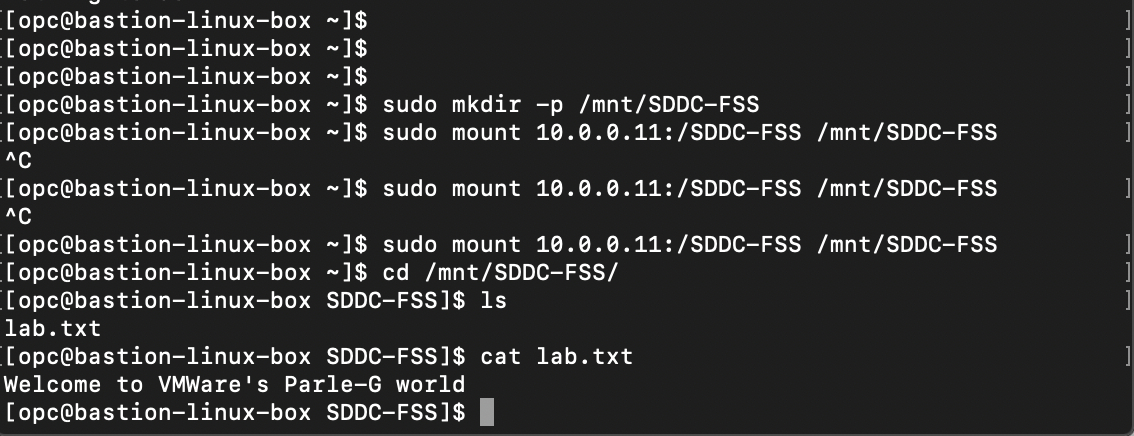 [opc@bastion-linux-box ~]$
[opc@bastion-linux-box ~]$
[opc@bastion-linux-box ~]$
[opc@bastion-linux-box ~]$ sudo mkdir -p /mnt/SDDC-FSS
[opc@bastion-linux-box ~]$ sudo mount 10.0.0.11:/SDDC-FSS /mnt/SDDC-FSS
^C
[opc@bastion-linux-box ~]$ sudo mount 10.0.0.11:/SDDC-FSS /mnt/SDDC-FSS
^C
[opc@bastion-linux-box ~]$ sudo mount 10.0.0.11:/SDDC-FSS /mnt/SDDC-FSS
[opc@bastion-linux-box ~]$ cd /mnt/SDDC-FSS/
[opc@bastion-linux-box SDDC-FSS]$ ls
lab.txt
[opc@bastion-linux-box SDDC-FSS]$ cat lab.txt
Welcome to VMWare's Parle-G world
[opc@bastion-linux-box SDDC-FSS]$